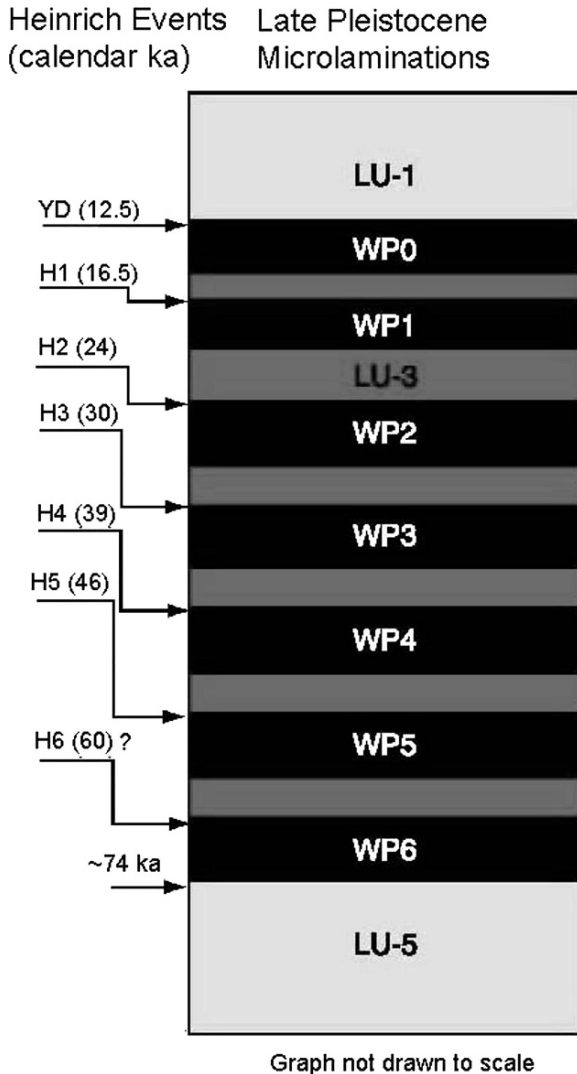 Heinrich Events
(calendar ka)
Late Pleistocene
Microlaminations
LU-1
YD (12.5)
WP0
H1 (16.5)
WP1
H2 (24)
LU-3
H3 (30)
WP2
H4 (39)
WP3
H5 (46)
WP4
H6 (60) ?
WP5
WP6
~74 ka
LU-5
Graph not drawn to scale